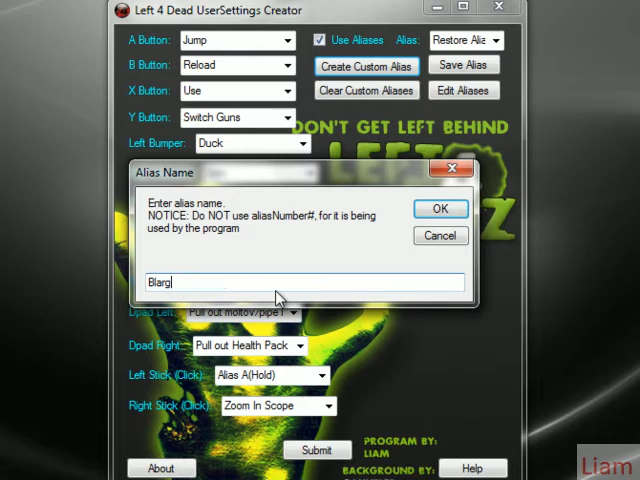 Left 4 Dead UserSettings Creator
A Button: Jump Use Aliases Alias: Restore Alia
B Button: Reload Create Custom Alias Save Alias
X Button: Use Clear Custom Aliases Edit Aliases
Y Button: Switch Guns
DON'T GET LEFT BEHIND
Left Bumper: Duck
Alias Name
Enter alias name.
NOTICE: Do NOT use aliasNumber#, for it is being
used by the program
OK
Cancel
Blarg
Dpad Left: Pull out moltov/pipe
Dpad Right: Pull out Health Pack
Left Stick (Click): Alias A(Hold)
Right Stick (Click): Zoom In Scope
Submit
PROGRAM BY:
LIAM
About
BACKGROUND BY:
Help
Liam